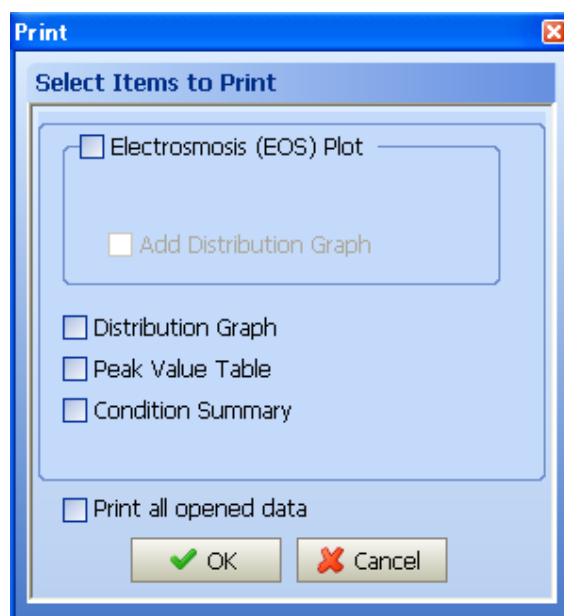 Print
Select Items to Print
Electrosmosis (EOS) Plot
Add Distribution Graph
Distribution Graph
Peak Value Table
Condition Summary
Print all opened data
OK Cancel